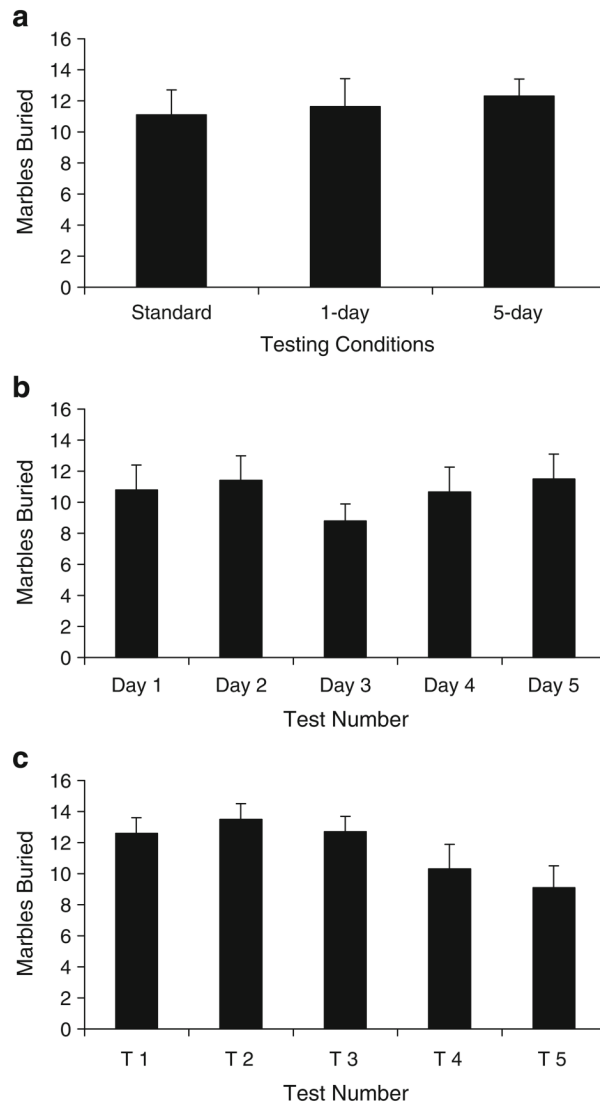 a
16
14
12
10
8
6
4
2
0
Marbles Buried
Standard 1-day 5-day
Testing Conditions
b
16
14
12
10
8
6
4
2
0
Marbles Buried
Day 1 Day 2 Day 3 Day 4 Day 5
Test Number
c
16
14
12
10
8
6
4
2
0
Marbles Buried
T 1 T 2 T 3 T 4 T 5
Test Number